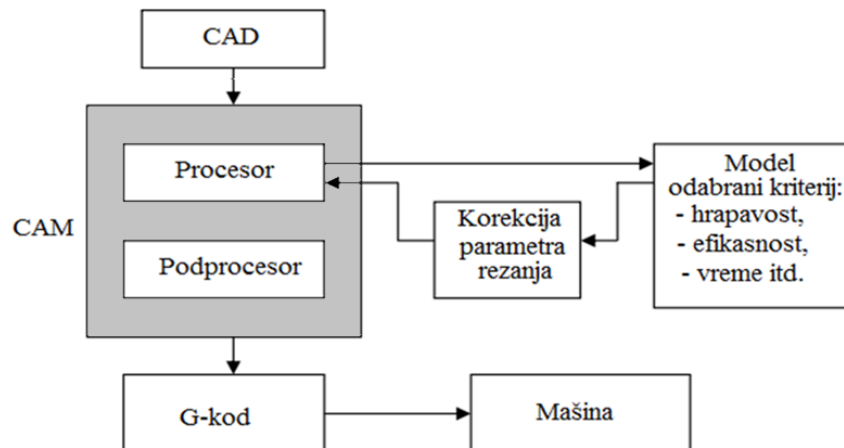 CAD
Procesor
CAM
Podprocesor
Korekcija
parametra
rezanja
Model
odabrani kriterij:
- hrapavost,
- efikasnost,
- vreme itd.
G-kod
Mašina